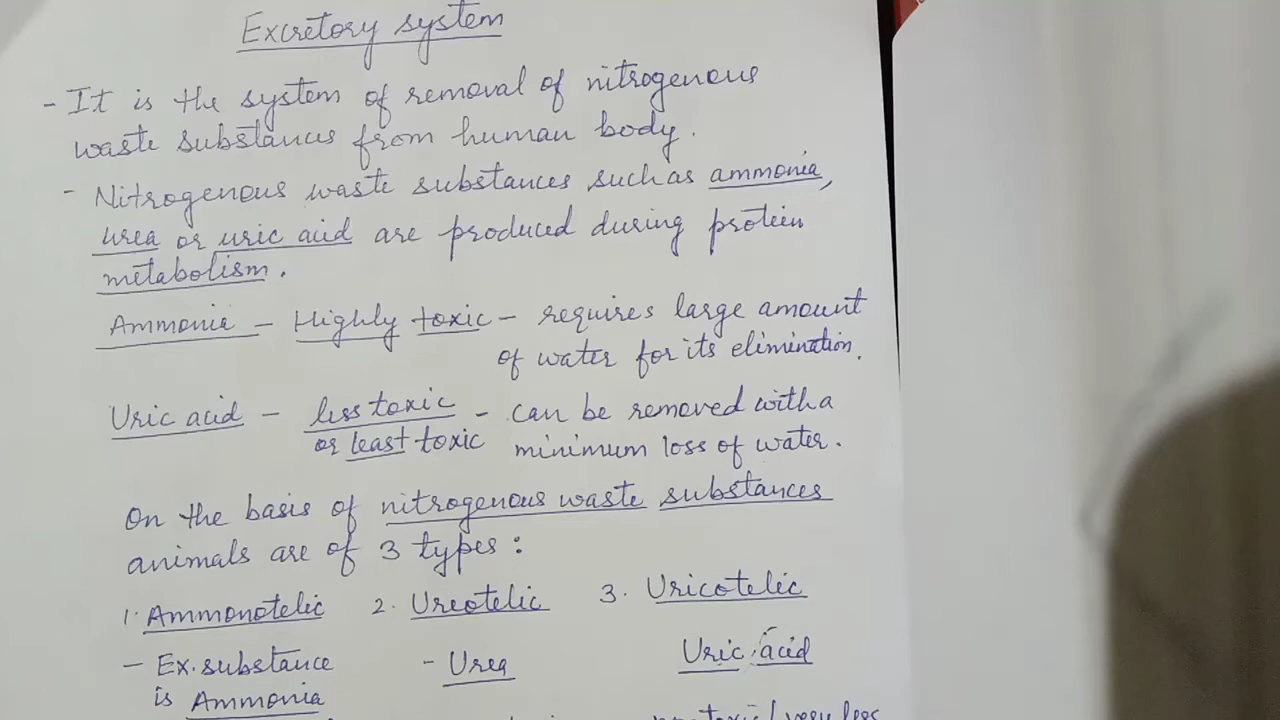 Excretory system
- It is the system of removal of nitrogenous
waste substances from human body.
- Nitrogenous waste substances such as ammonia,
urea or uric acid are produced during protein
metabolism.
Ammonia - Highly toxic - requires large amount
of water for its elimination.
Uric acid - less toxic - can be removed with a
or least toxic minimum loss of water.
On the basis of nitrogenous waste substances
animals are of 3 types:
1. Ammonotelic 2. Ureotelic 3. Uricotelic
- Ex. substance - Urea Uric acid
is Ammonia
/ very less